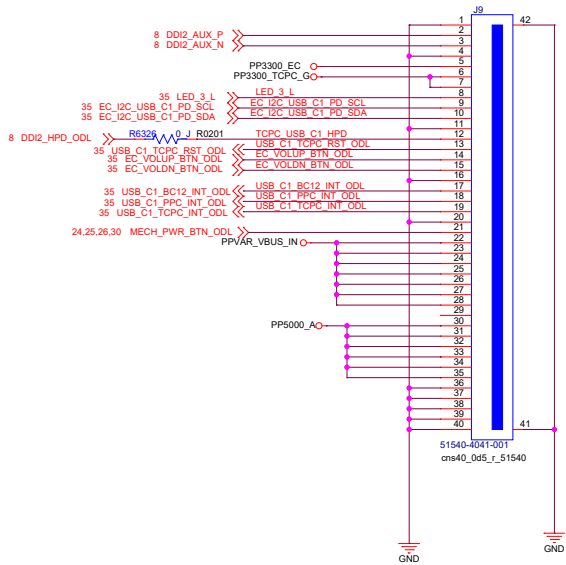 J9
1 42
8 DDI2_AUX_P 2
8 DDI2_AUX_N 3
4
PP3300_EC 5
PP3300_TCPC_G 6
7
35 LED_3_L LED_3_L 8
35 EC_I2C_USB_C1_PD_SCL EC_I2C_USB_C1_PD_SCL 9
35 EC_I2C_USB_C1_PD_SDA EC_I2C_USB_C1_PD_SDA 10
11
8 DDI2_HPD_ODL R6326 0_J R0201 TCPC_USB_C1_HPD 12
35 USB_C1_TCPC_RST_ODL USB_C1_TCPC_RST_ODL 13
35 EC_VOLUP_BTN_ODL EC_VOLUP_BTN_ODL 14
35 EC_VOLDN_BTN_ODL EC_VOLDN_BTN_ODL 15
16
35 USB_C1_BC12_INT_ODL USB_C1_BC12_INT_ODL 17
35 USB_C1_PPC_INT_ODL USB_C1_PPC_INT_ODL 18
35 USB_C1_TCPC_INT_ODL USB_C1_TCPC_INT_ODL 19
20
24,25,26,30 MECH_PWR_BTN_ODL 21
PPVAR_VBUS_IN 22
23
24
25
26
27
28
29
PP5000_A 30
31
32
33
34
35
36
37
38
39
40 41
51540-4041-001
cns40_0d5_r_51540
GND
GND